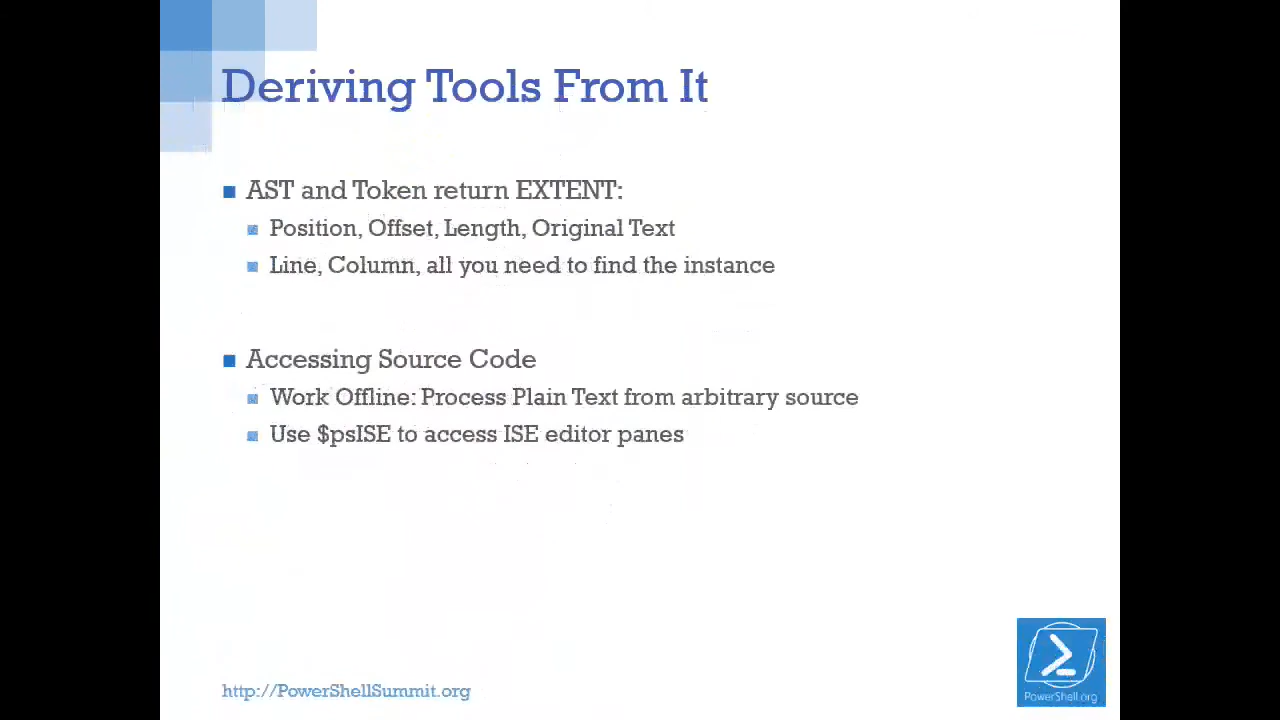 Deriving Tools From It
AST and Token return EXTENT:
Position, Offset, Length, Original Text
Line, Column, all you need to find the instance
Accessing Source Code
Work Offline: Process Plain Text from arbitrary source
Use $psISE to access ISE editor panes
http://PowerShellSummit.org
PowerShell.org